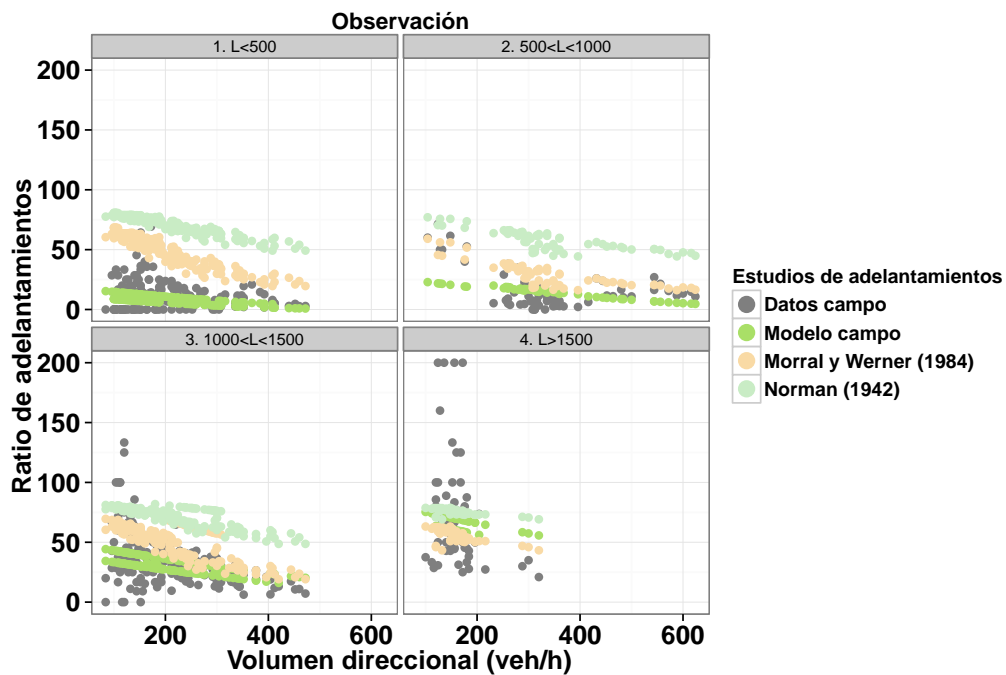 Observación
1. L<500
2. 500<L<1000
200
150
100
50
0
3. 1000<L<1500
4. L>1500
200
150
100
50
0
200 400 600
200 400 600
Ratio de adelantamientos
Volumen direccional (veh/h)
Estudios de adelantamientos
Datos campo
Modelo campo
Morral y Werner (1984)
Norman (1942)